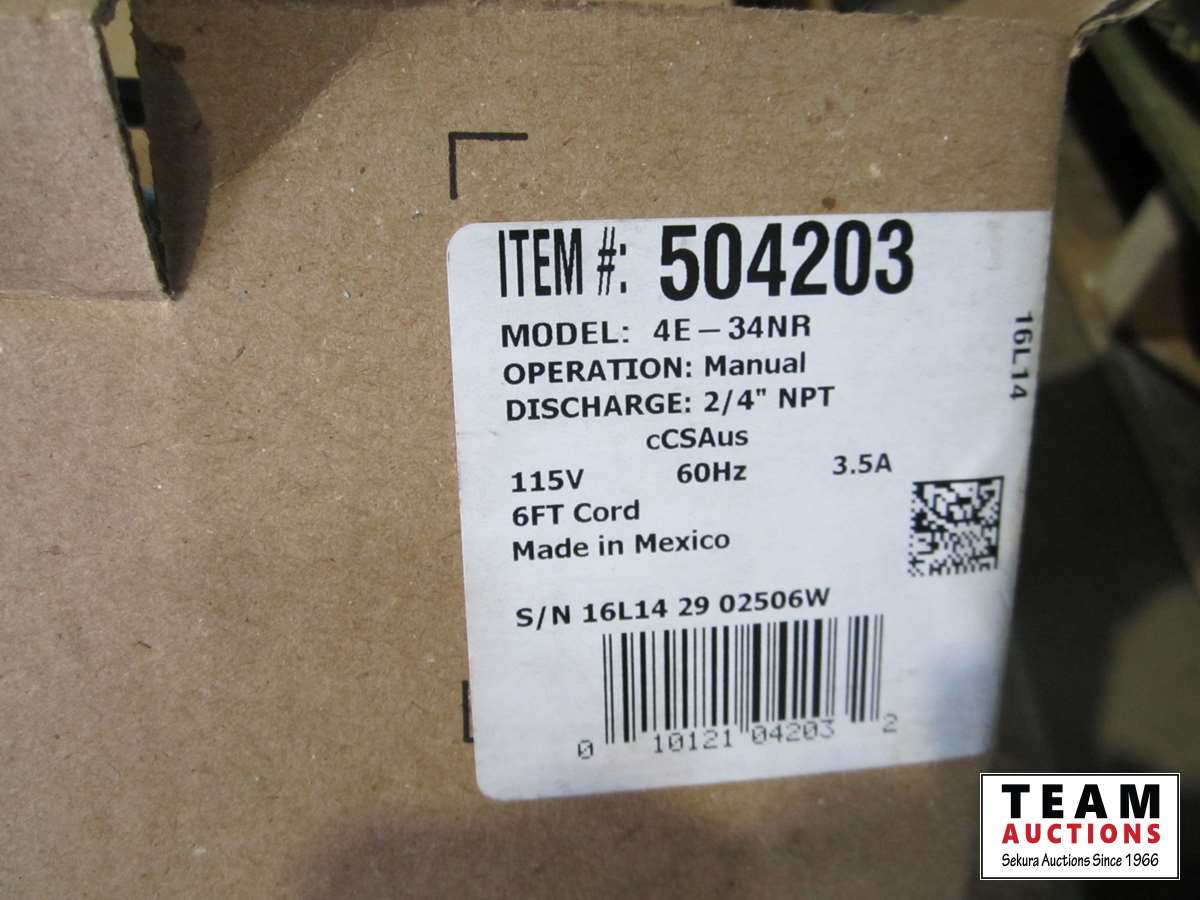 ITEM #: 504203
MODEL: 4E – 34NR
OPERATION: Manual
DISCHARGE: 2/4" NPT
cCSAus
115V 60Hz 3.5A
6FT Cord
Made in Mexico
S/N 16L14 29 02506W
0 10121 04203 2
16L14
TEAM
AUCTIONS
Sekura Auctions Since 1966